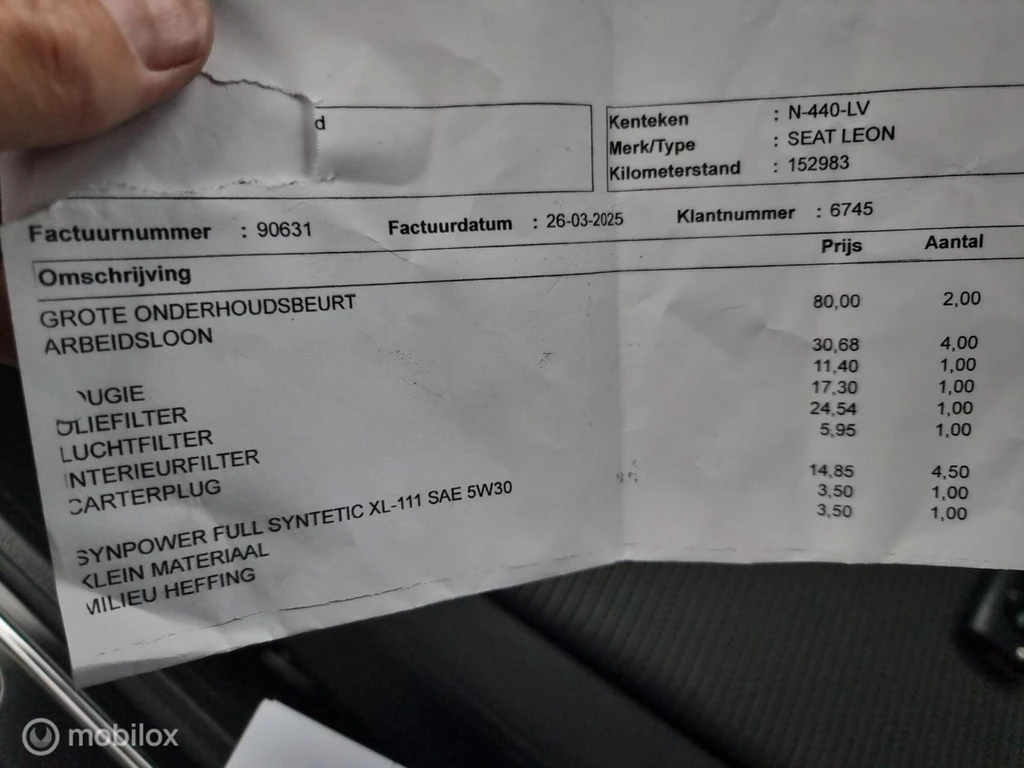 d
Kenteken : N-440-LV
Merk/Type : SEAT LEON
Kilometerstand : 152983
Factuurnummer : 90631 Factuurdatum : 26-03-2025 Klantnummer : 6745
Omschrijving Prijs Aantal
GROTE ONDERHOUDSBEURT
ARBEIDSLOON 80,00 2,00
UGIE 30,68 4,00
OLIEFILTER 11,40 1,00
LUCHTFILTER 17,30 1,00
INTERIEURFILTER 24,54 1,00
CARTERPLUG 5,95 1,00
SYNPOWER FULL SYNTETIC XL-111 SAE 5W30 14,85 4,50
KLEIN MATERIAAL 3,50 1,00
MILIEU HEFFING 3,50 1,00
mobilox